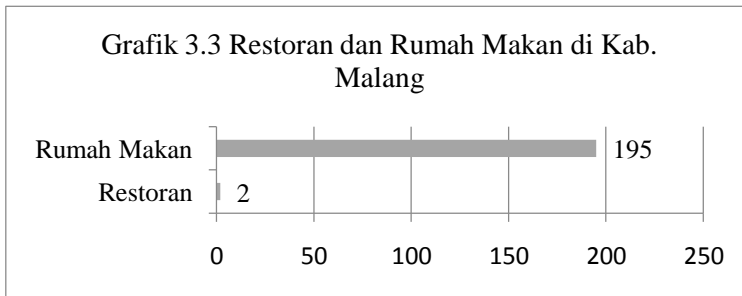 Grafik 3.3 Restoran dan Rumah Makan di Kab.
Malang
Rumah Makan 195
Restoran 2
0 50 100 150 200 250